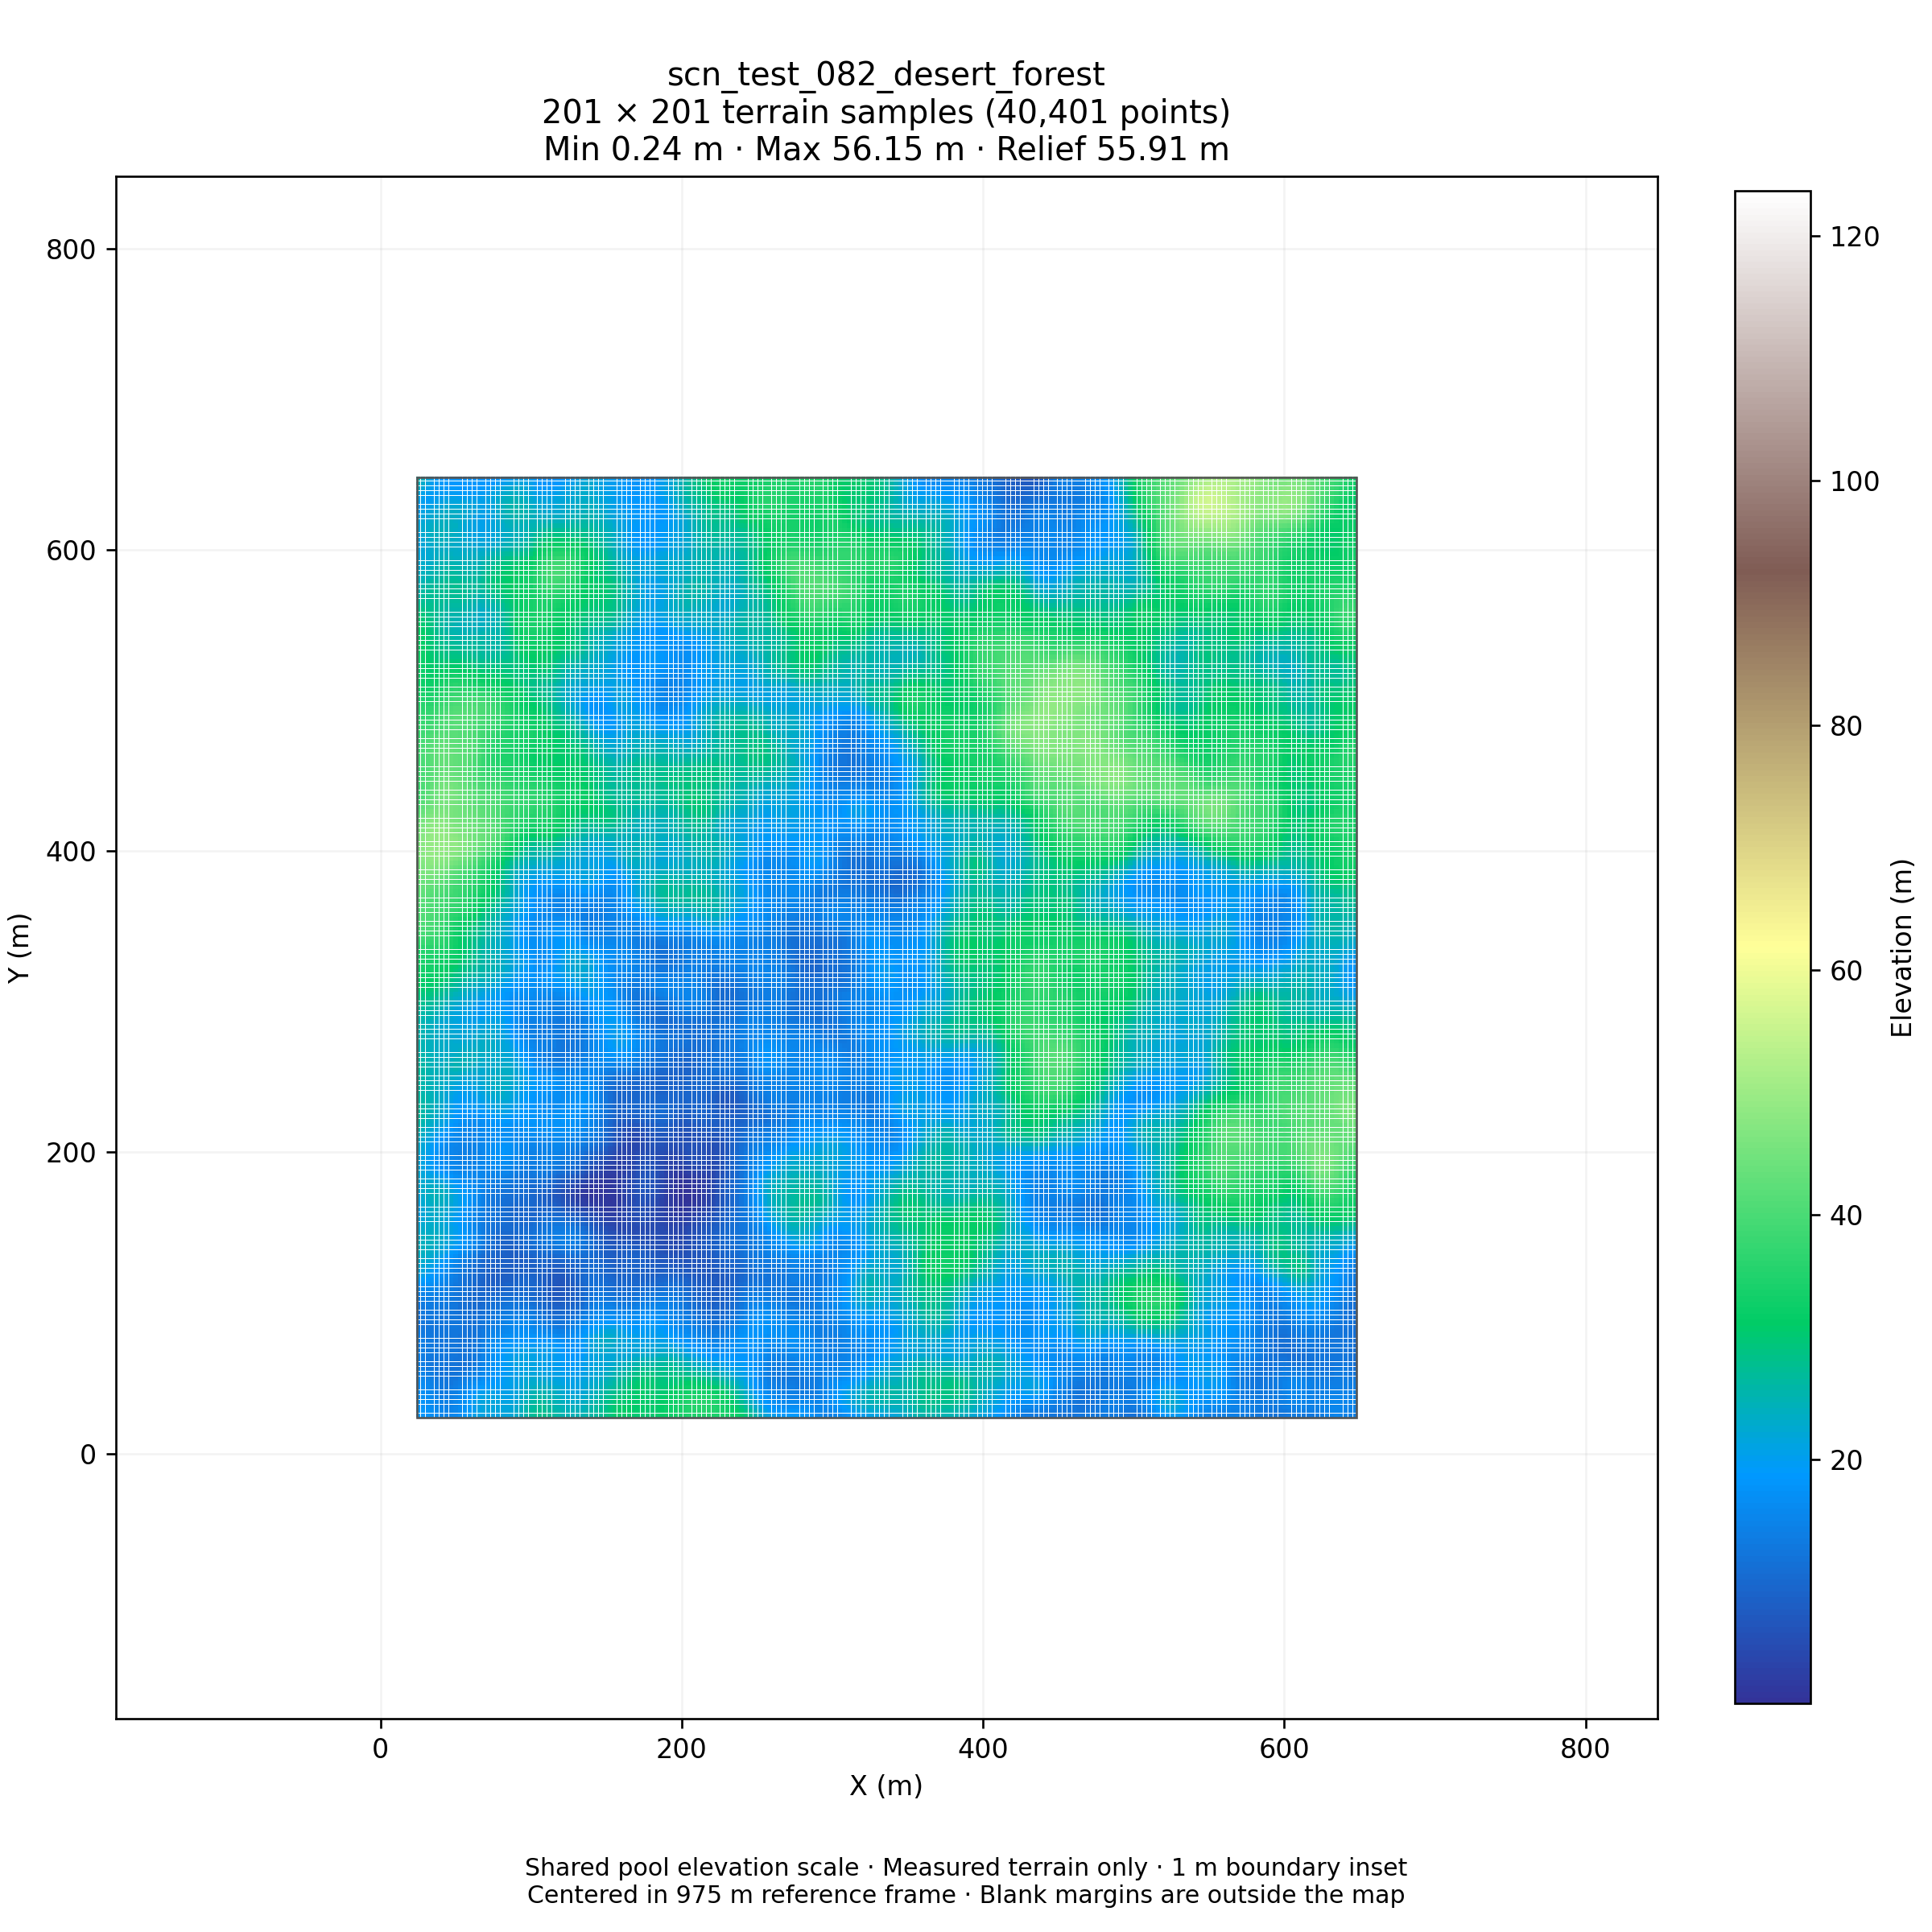 scn_test_082_desert_forest
201 × 201 terrain samples (40,401 points)
Min 0.24 m · Max 56.15 m · Relief 55.91 m
800
600
400
200
0
Y (m)
0
200
400
600
800
X (m)
120
100
80
60
40
20
Elevation (m)
Shared pool elevation scale · Measured terrain only · 1 m boundary inset
Centered in 975 m reference frame · Blank margins are outside the map